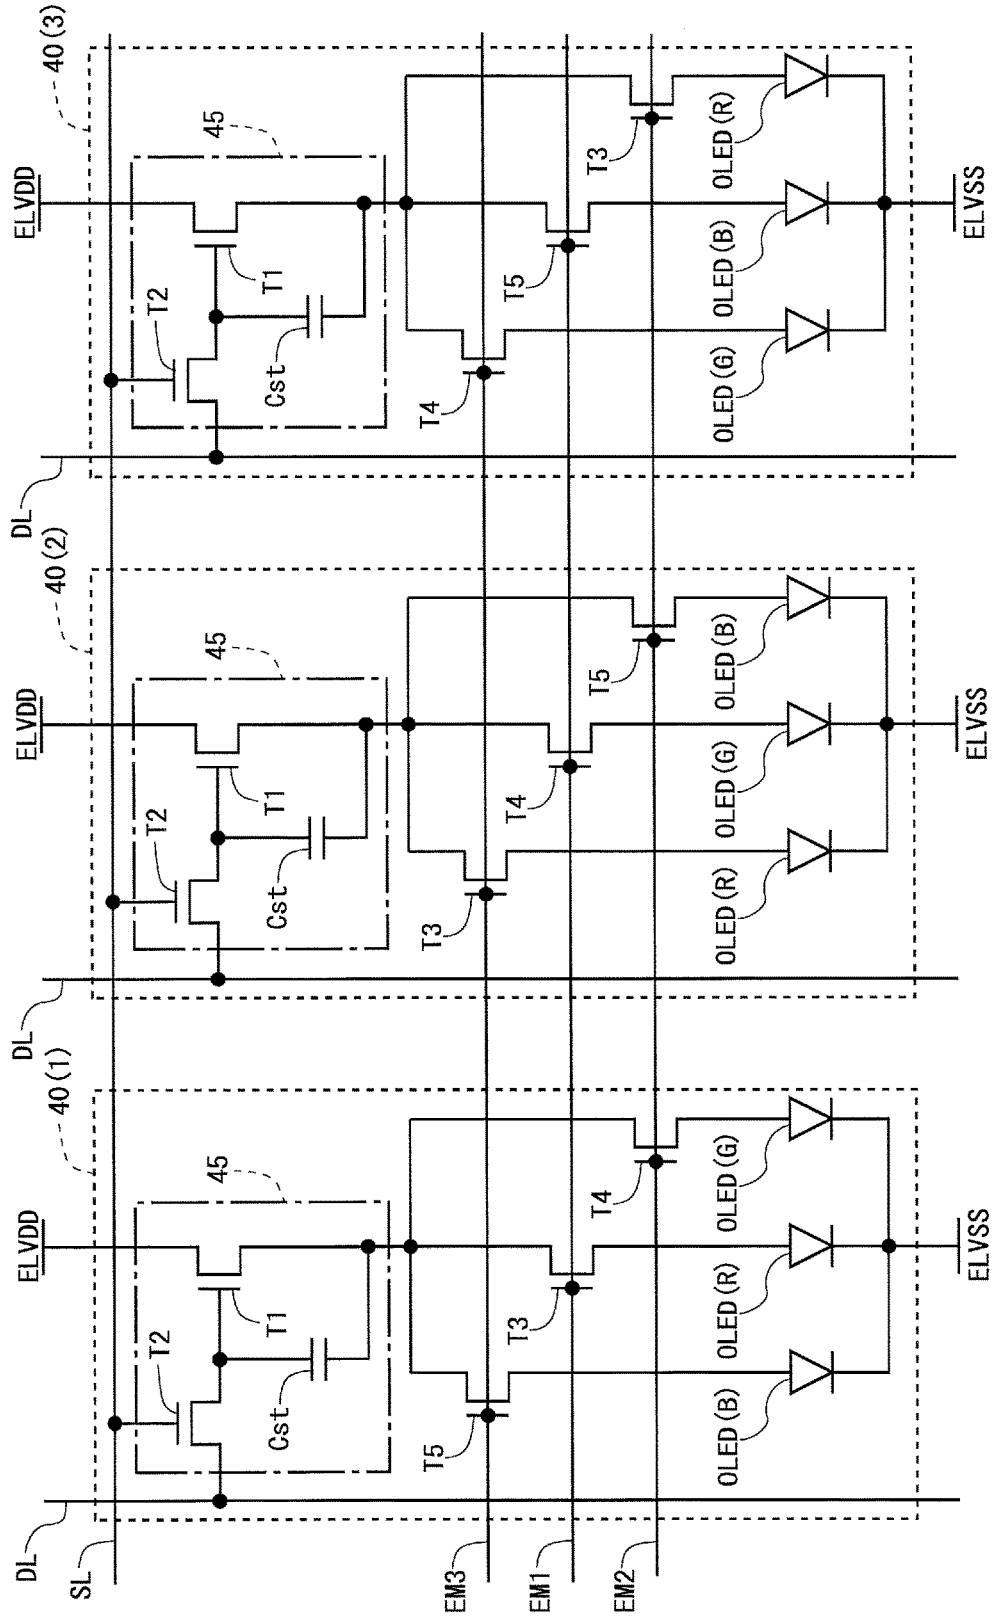 40(1)
40(2)
40(3)
ELVDD
ELVDD
ELVDD
DL
DL
DL
SL
45
45
45
T2
T1
Cst
T2
T1
Cst
T2
T1
Cst
EM3
T5
T3
T4
EM1
T3
T4
T5
EM2
T4
T5
T3
OLED(B)
OLED(R)
OLED(G)
OLED(R)
OLED(G)
OLED(B)
OLED(G)
OLED(B)
OLED(R)
ELVSS
ELVSS
ELVSS